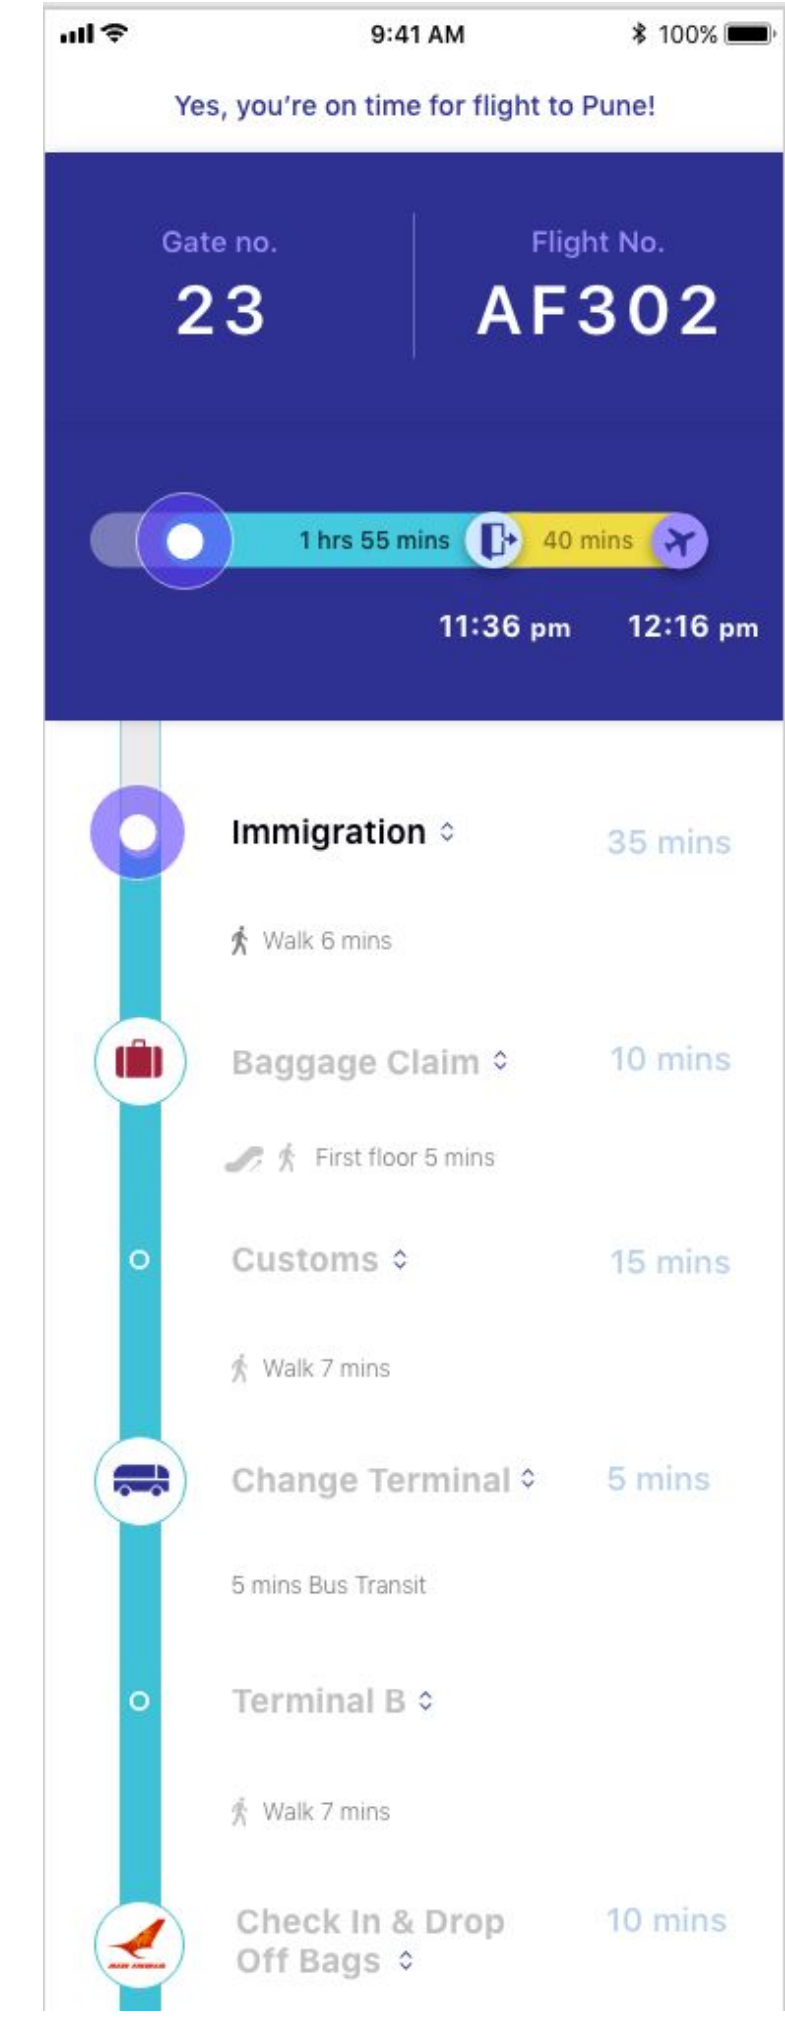 9:41 AM
100%
Yes, you're on time for flight to Pune!
Gate no.
23
Flight No.
AF302
1 hrs 55 mins
40 mins
11:36 pm
12:16 pm
Immigration
35 mins
Walk 6 mins
Baggage Claim
10 mins
First floor 5 mins
Customs
15 mins
Walk 7 mins
Change Terminal
5 mins
5 mins Bus Transit
Terminal B
Walk 7 mins
Check In & Drop
Off Bags
10 mins
AIR INDIA